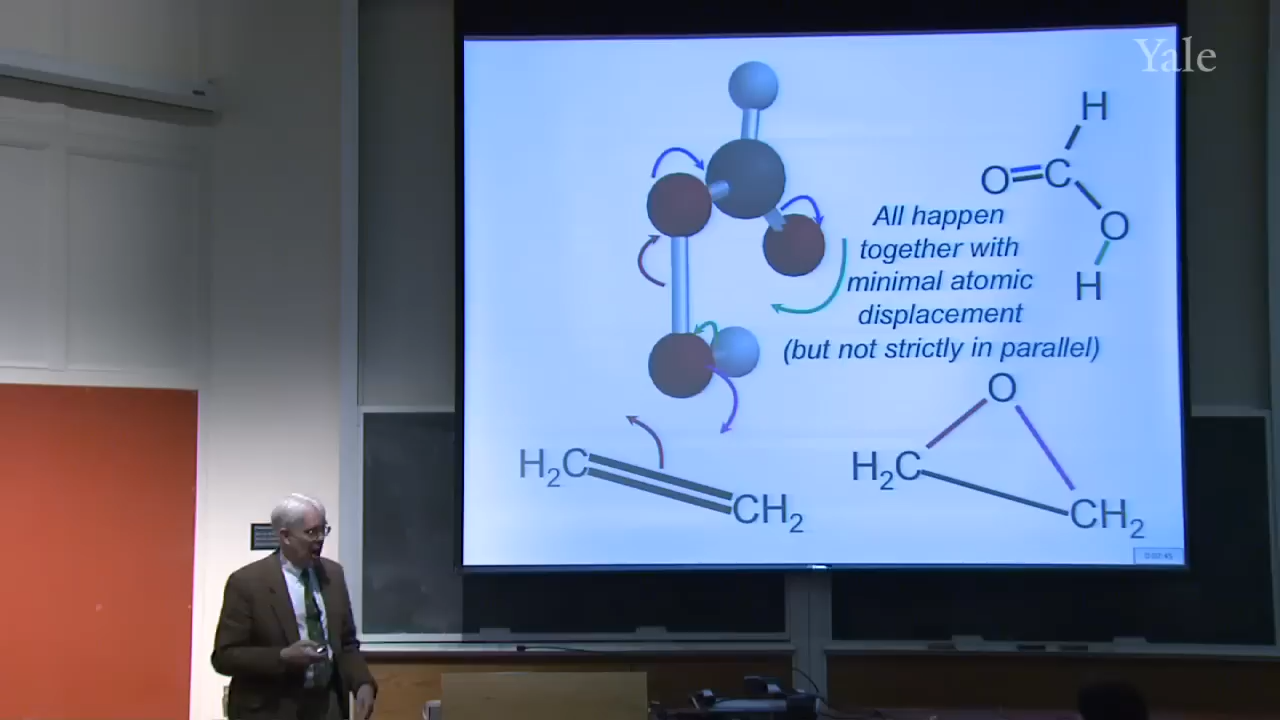 Yale
H
O=C
O
H
All happen
together with
minimal atomic
displacement
(but not strictly in parallel)
O
H₂C
CH₂
H₂C
CH₂